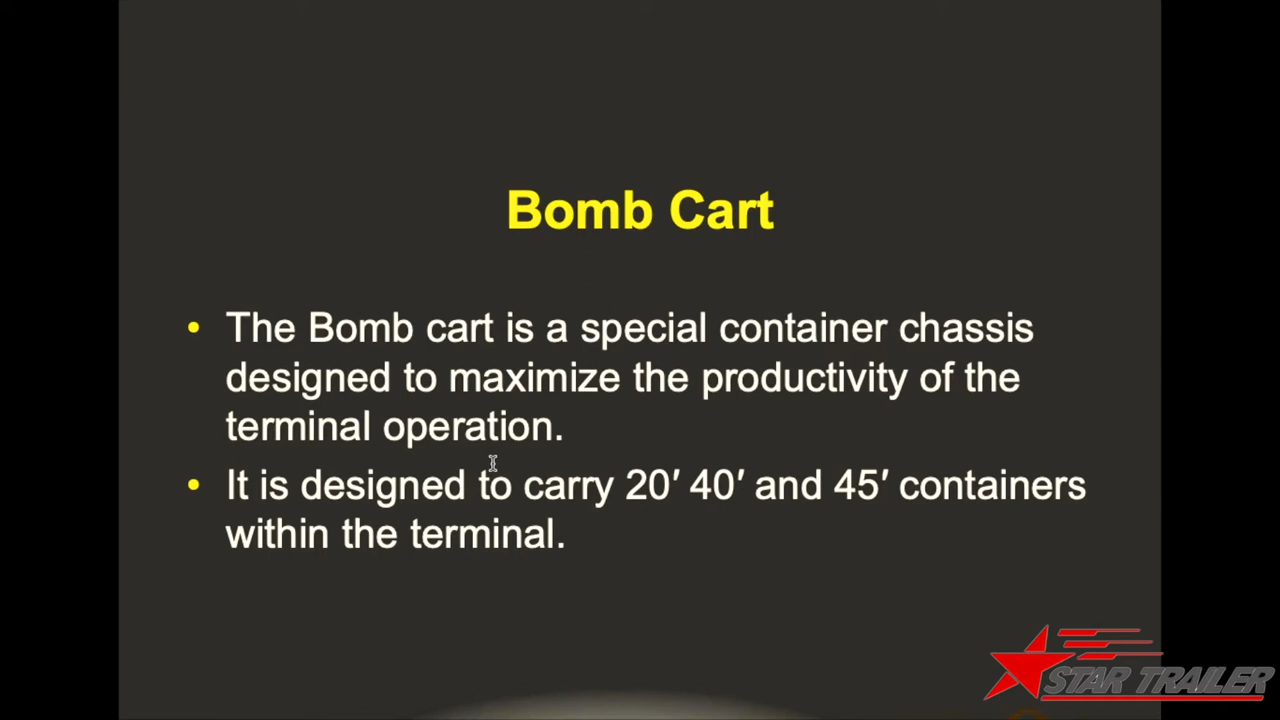 Bomb Cart
• The Bomb cart is a special container chassis
designed to maximize the productivity of the
terminal operation.
• It is designed to carry 20′ 40′ and 45′ containers
within the terminal.
STAR TRAILER